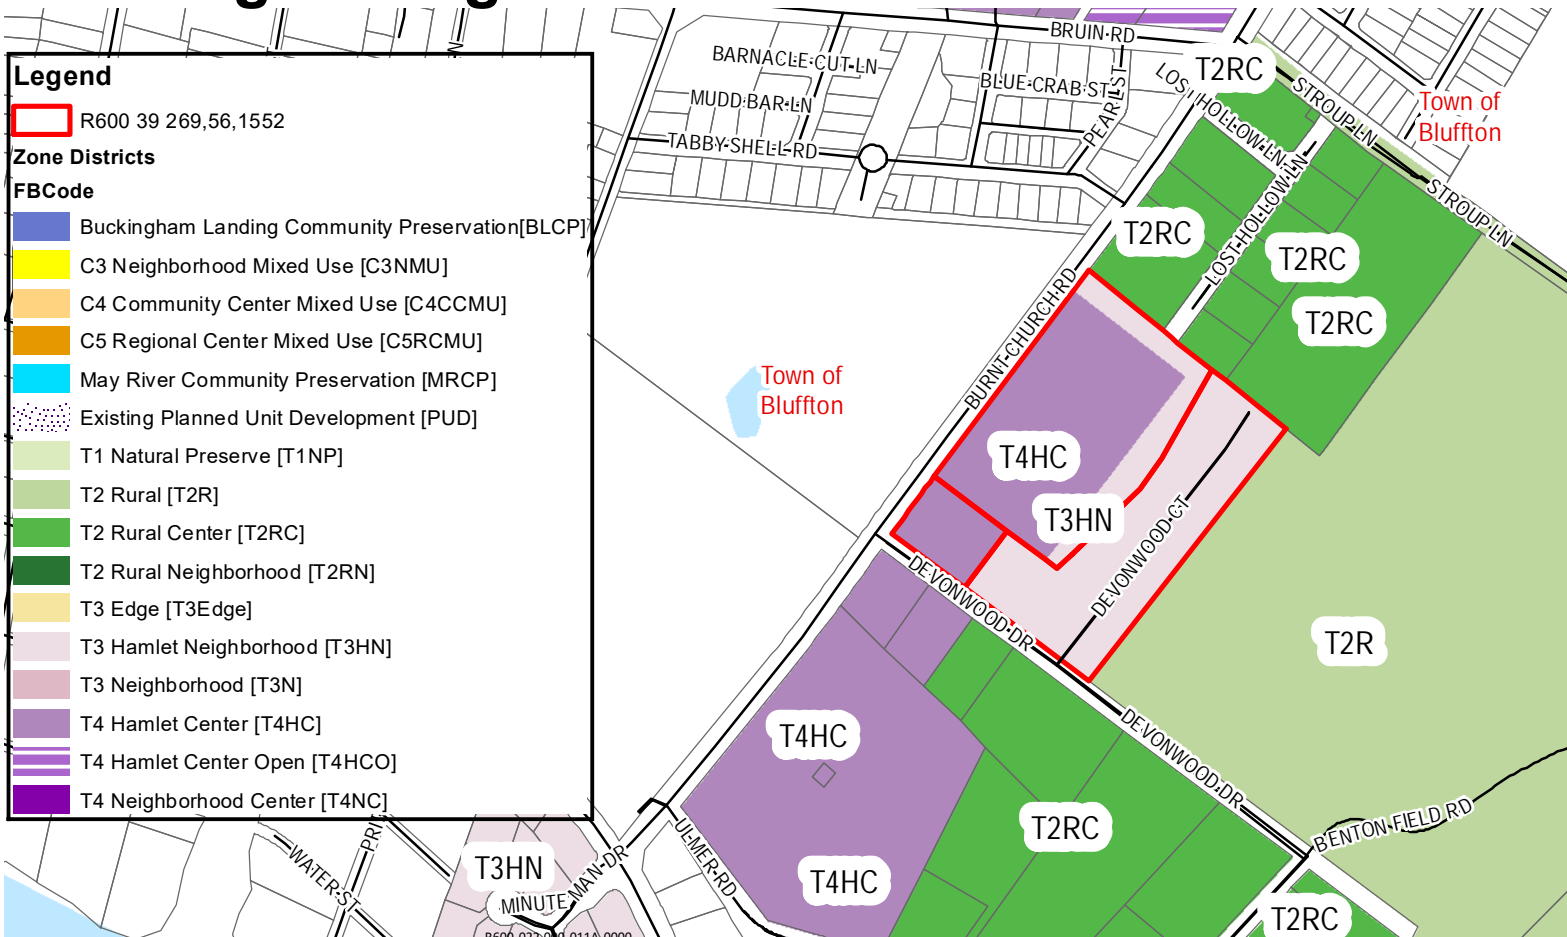 Legend
R600 39 269,56,1552
Zone Districts
FBCode
Buckingham Landing Community Preservation[BLCP]
C3 Neighborhood Mixed Use [C3NMU]
C4 Community Center Mixed Use [C4CCMU]
C5 Regional Center Mixed Use [C5RCMU]
May River Community Preservation [MRCP]
Existing Planned Unit Development [PUD]
T1 Natural Preserve [T1NP]
T2 Rural [T2R]
T2 Rural Center [T2RC]
T2 Rural Neighborhood [T2RN]
T3 Edge [T3Edge]
T3 Hamlet Neighborhood [T3HN]
T3 Neighborhood [T3N]
T4 Hamlet Center [T4HC]
T4 Hamlet Center Open [T4HCO]
T4 Neighborhood Center [T4NC]
BRUIN RD
BARNACLE CUT LN
BLUE CRAB ST
PEARL ST
MUDD BAR LN
TABBY SHELL RD
T2RC
LOST HOLLOW LN
STROUP LN
Town of
Bluffton
STROUP LN
T2RC
LOST HOLLOW LN
T2RC
T2RC
BURNT CHURCH RD
Town of
Bluffton
T4HC
T3HN
DEVONWOOD CT
DEVONWOOD DR
T2R
T4HC
DEVONWOOD DR
T2RC
BENTON FIELD RD
T4HC
ULMER RD
T3HN
MINUTE MAN DR
WATER ST
PRI
T2RC